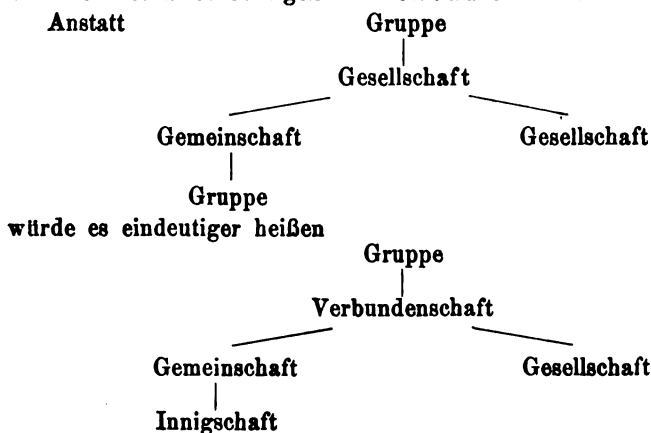 Anstatt Gruppe
Gesellschaft
Gemeinschaft Gesellschaft
Gruppe
würde es eindeutiger heißen
Gruppe
Verbundenschaft
Gemeinschaft Gesellschaft
Innigschaft